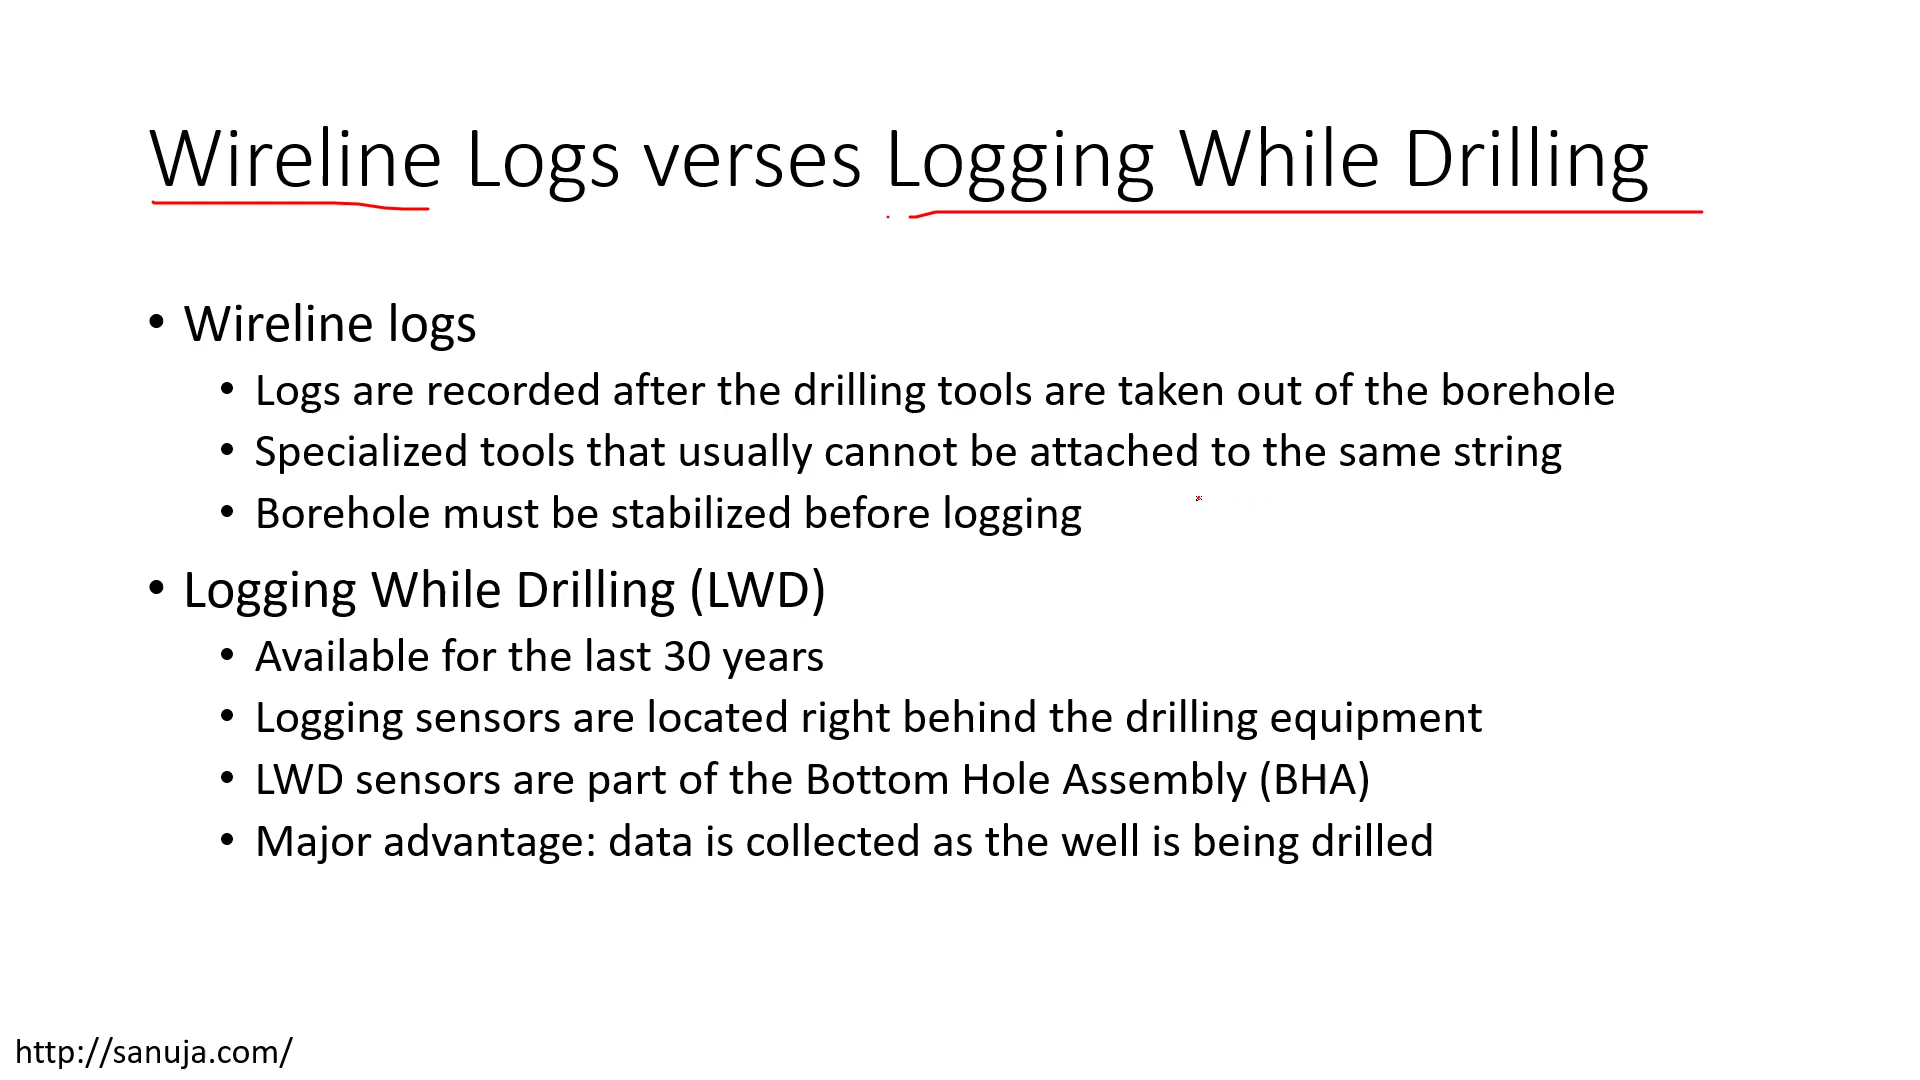 Wireline Logs verses Logging While Drilling
• Wireline logs
• Logs are recorded after the drilling tools are taken out of the borehole
• Specialized tools that usually cannot be attached to the same string
• Borehole must be stabilized before logging
• Logging While Drilling (LWD)
• Available for the last 30 years
• Logging sensors are located right behind the drilling equipment
• LWD sensors are part of the Bottom Hole Assembly (BHA)
• Major advantage: data is collected as the well is being drilled
http://sanuja.com/